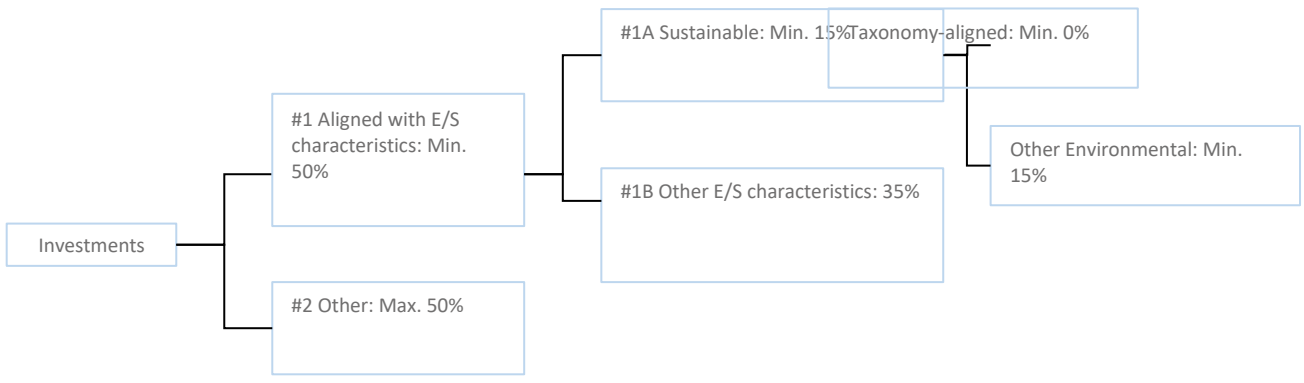 #1A Sustainable: Min. 15%
Taxonomy-aligned: Min. 0%
#1 Aligned with E/S
characteristics: Min.
50%
Other Environmental: Min.
15%
#1B Other E/S characteristics: 35%
Investments
#2 Other: Max. 50%